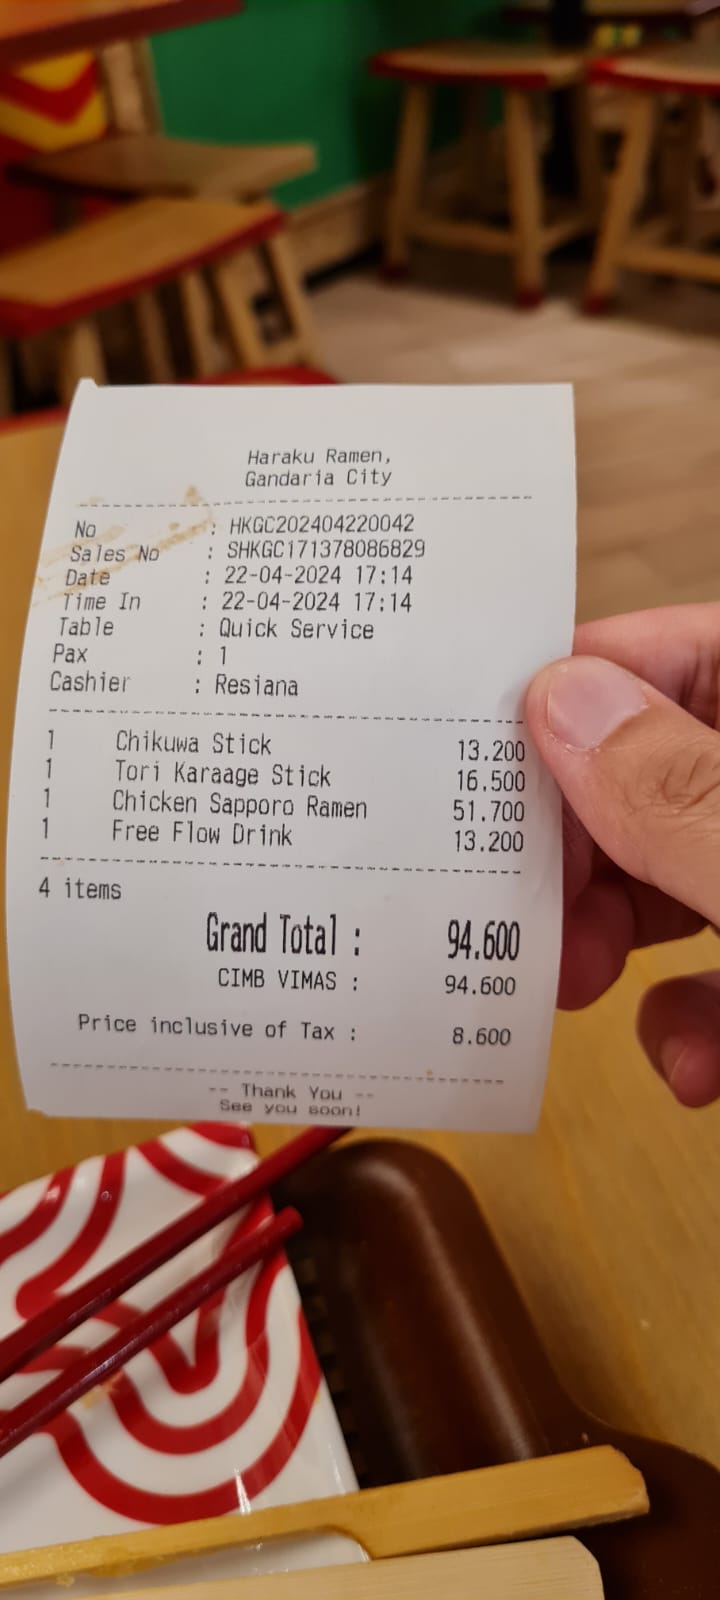 Haraku Ramen,
Gandaria City
No : HKGC202404220042
Sales No : SHKGC171378086829
Date : 22-04-2024 17:14
Time In : 22-04-2024 17:14
Table : Quick Service
Pax : 1
Cashier : Resiana
1 Chikuwa Stick 13.200
1 Tori Karaage Stick 16.500
1 Chicken Sapporo Ramen 51.700
1 Free Flow Drink 13.200
4 items
Grand Total : 94.600
CIMB VIMAS : 94.600
Price inclusive of Tax : 8.600
-- Thank You --
See you soon!